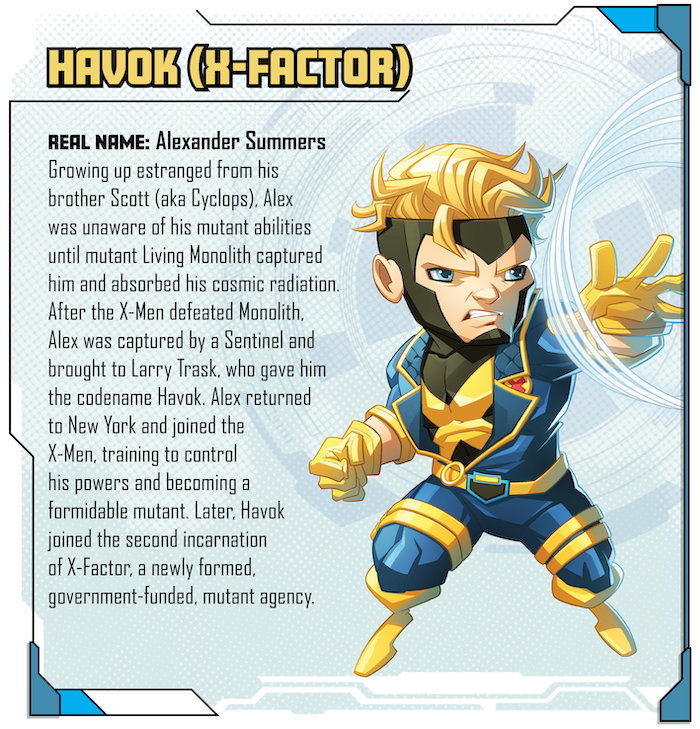 HAVOK (X-FACTOR)
REAL NAME: Alexander Summers
Growing up estranged from his
brother Scott (aka Cyclops), Alex
was unaware of his mutant abilities
until mutant Living Monolith captured
him and absorbed his cosmic radiation.
After the X-Men defeated Monolith,
Alex was captured by a Sentinel and
brought to Larry Trask, who gave him
the codename Havok. Alex returned
to New York and joined the
X-Men, training to control
his powers and becoming a
formidable mutant. Later, Havok
joined the second incarnation
of X-Factor, a newly formed,
government-funded, mutant agency.